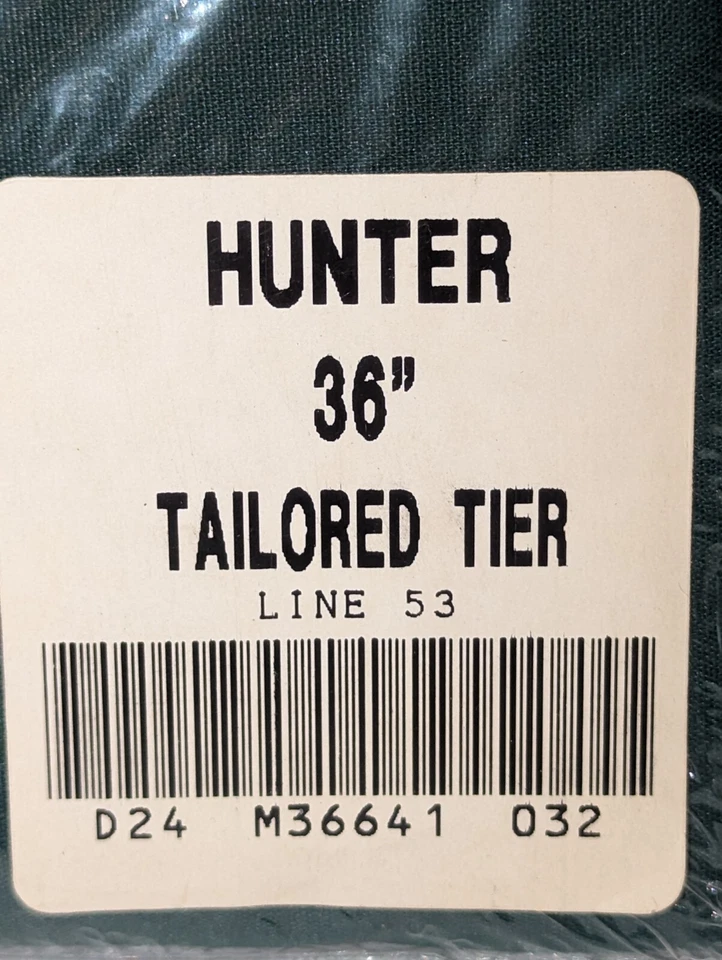 HUNTER
36”
TAILORED TIER
LINE 53
D24 M36641 032